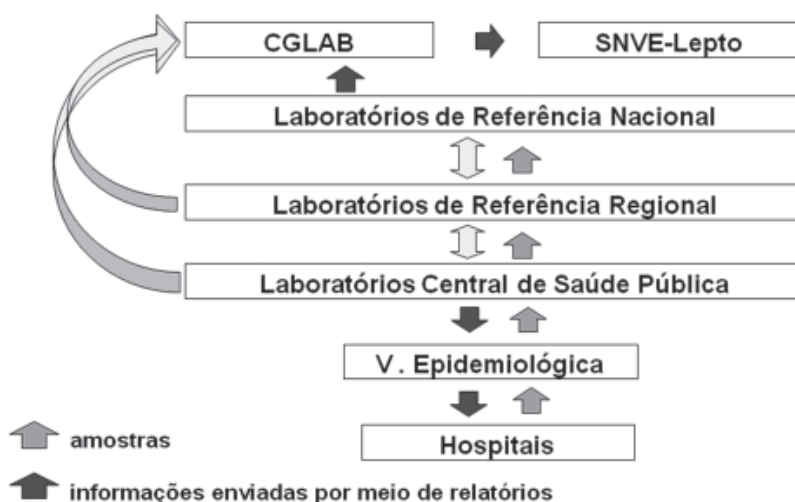 CGLAB
SNVE-Lepto
Laboratórios de Referência Nacional
Laboratórios de Referência Regional
Laboratórios Central de Saúde Pública
V. Epidemiológica
Hospitais
amostras
informações enviadas por meio de relatórios